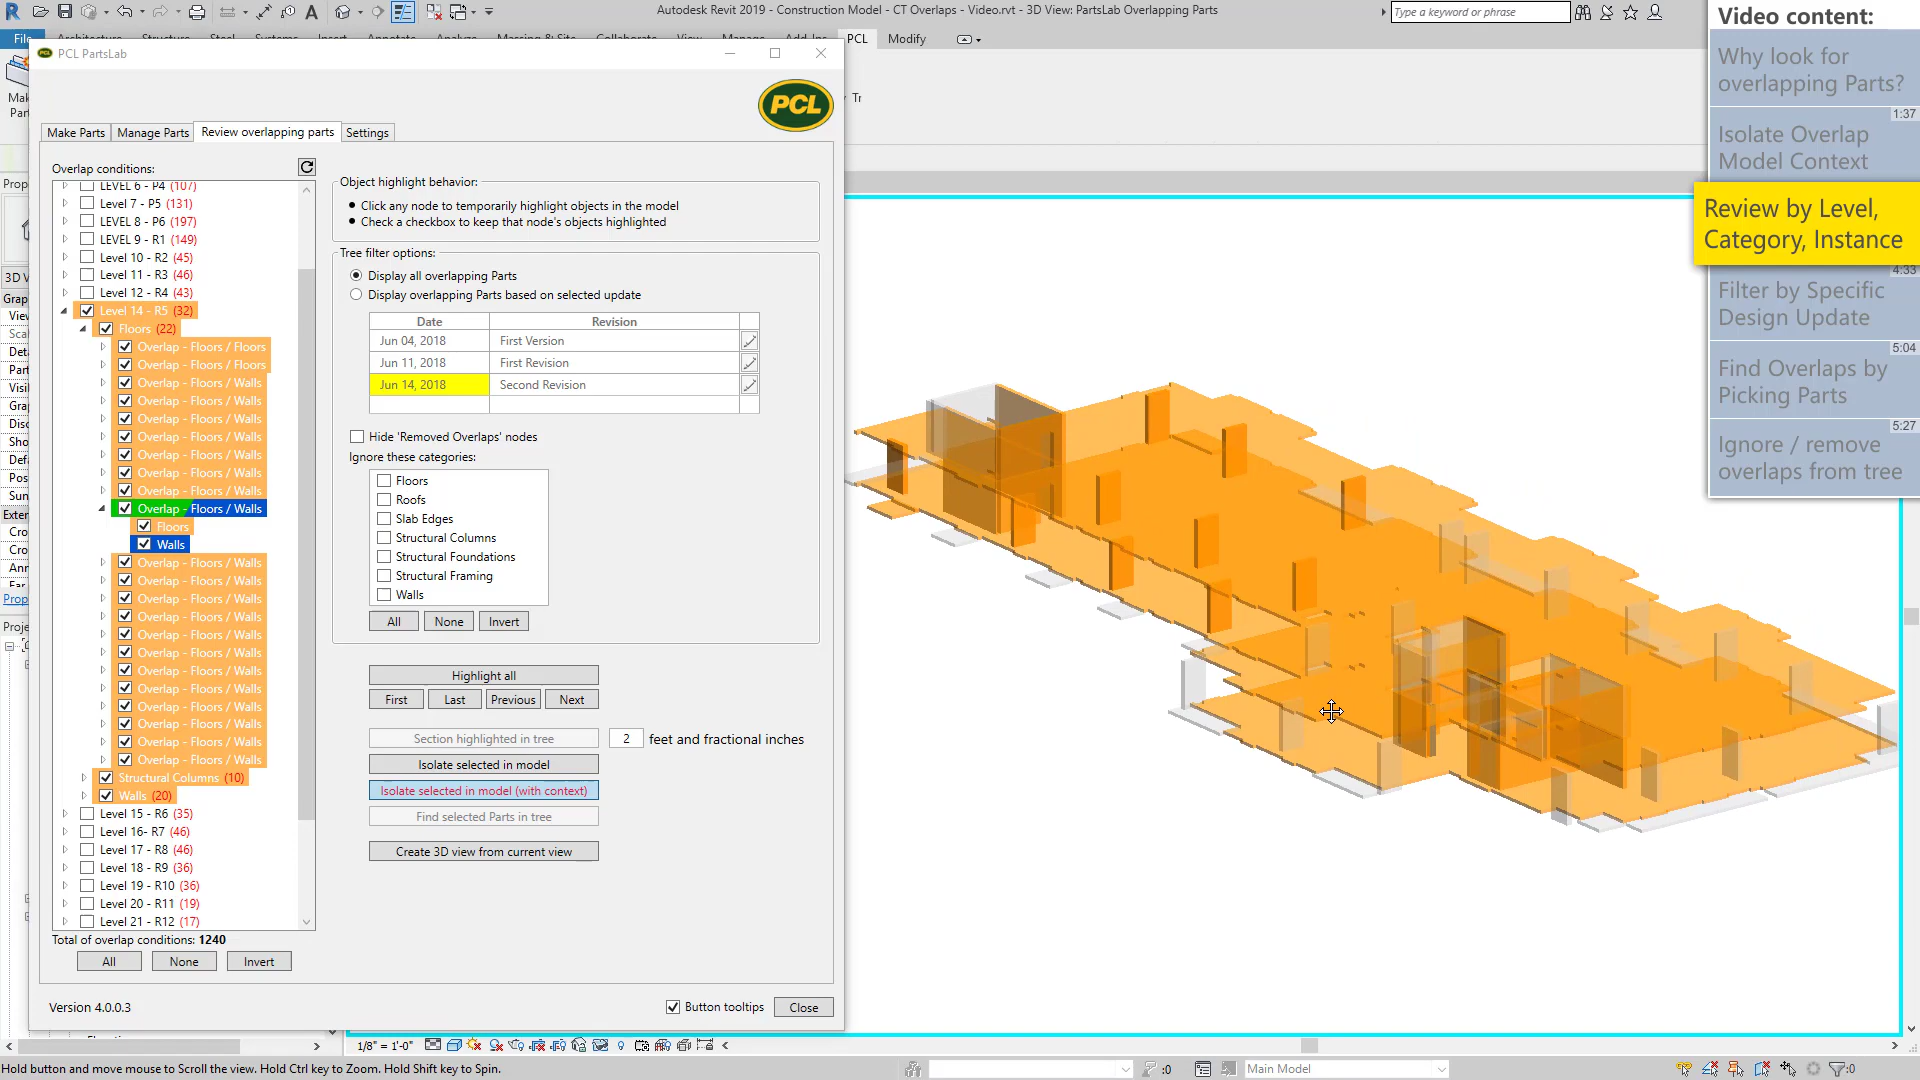 Autodesk Revit 2019 - Construction Model - CT Overlaps - Video.rvt - 3D View: PartsLab Overlapping Parts
Type a keyword or phrase
File
PCL
Modify
PCL PartsLab
PCL
Make Parts
Manage Parts
Review overlapping parts
Settings
Overlap conditions:
LEVEL 6 - P4 (107)
Level 7 - P5 (131)
LEVEL 8 - P6 (197)
LEVEL 9 - R1 (149)
Level 10 - R2 (45)
Level 11 - R3 (46)
Level 12 - R4 (43)
Level 14 - R5 (32)
Floors (22)
Overlap - Floors / Floors
Overlap - Floors / Floors
Overlap - Floors / Walls
Overlap - Floors / Walls
Overlap - Floors / Walls
Overlap - Floors / Walls
Overlap - Floors / Walls
Overlap - Floors / Walls
Overlap - Floors / Walls
Overlap - Floors / Walls
Floors
Walls
Overlap - Floors / Walls
Overlap - Floors / Walls
Overlap - Floors / Walls
Overlap - Floors / Walls
Overlap - Floors / Walls
Overlap - Floors / Walls
Overlap - Floors / Walls
Overlap - Floors / Walls
Overlap - Floors / Walls
Overlap - Floors / Walls
Overlap - Floors / Walls
Overlap - Floors / Walls
Structural Columns (10)
Walls (20)
Level 15 - R6 (35)
Level 16- R7 (46)
Level 17 - R8 (46)
Level 18 - R9 (36)
Level 19 - R10 (36)
Level 20 - R11 (19)
Level 21 - R12 (17)
Total of overlap conditions: 1240
All
None
Invert
Version 4.0.0.3
Object highlight behavior:
• Click any node to temporarily highlight objects in the model
• Check a checkbox to keep that node's objects highlighted
Tree filter options:
Display all overlapping Parts
Display overlapping Parts based on selected update
Date Revision
Jun 04, 2018 First Version
Jun 11, 2018 First Revision
Jun 14, 2018 Second Revision
Hide 'Removed Overlaps' nodes
Ignore these categories:
Floors
Roofs
Slab Edges
Structural Columns
Structural Foundations
Structural Framing
Walls
All
None
Invert
Highlight all
First
Last
Previous
Next
Section highlighted in tree
2 feet and fractional inches
Isolate selected in model
Isolate selected in model (with context)
Find selected Parts in tree
Create 3D view from current view
Button tooltips
Close
Video content:
Why look for
overlapping Parts?
1:37
Isolate Overlap
Model Context
Review by Level,
Category, Instance
4:33
Filter by Specific
Design Update
5:04
Find Overlaps by
Picking Parts
5:27
Ignore / remove
overlaps from tree
1/8" = 1'-0"
Hold button and move mouse to Scroll the view. Hold Ctrl key to Zoom. Hold Shift key to Spin.
:0
Main Model
:0